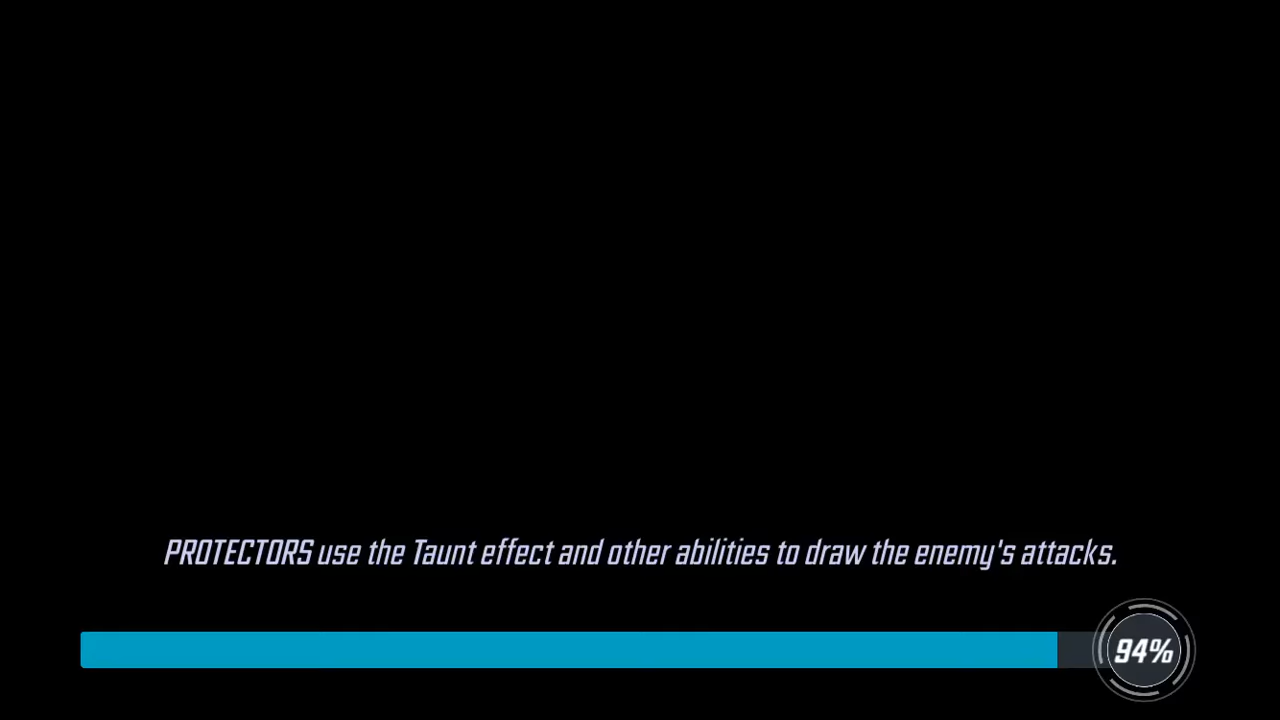 PROTECTORS use the Taunt effect and other abilities to draw the enemy's attacks.
94%